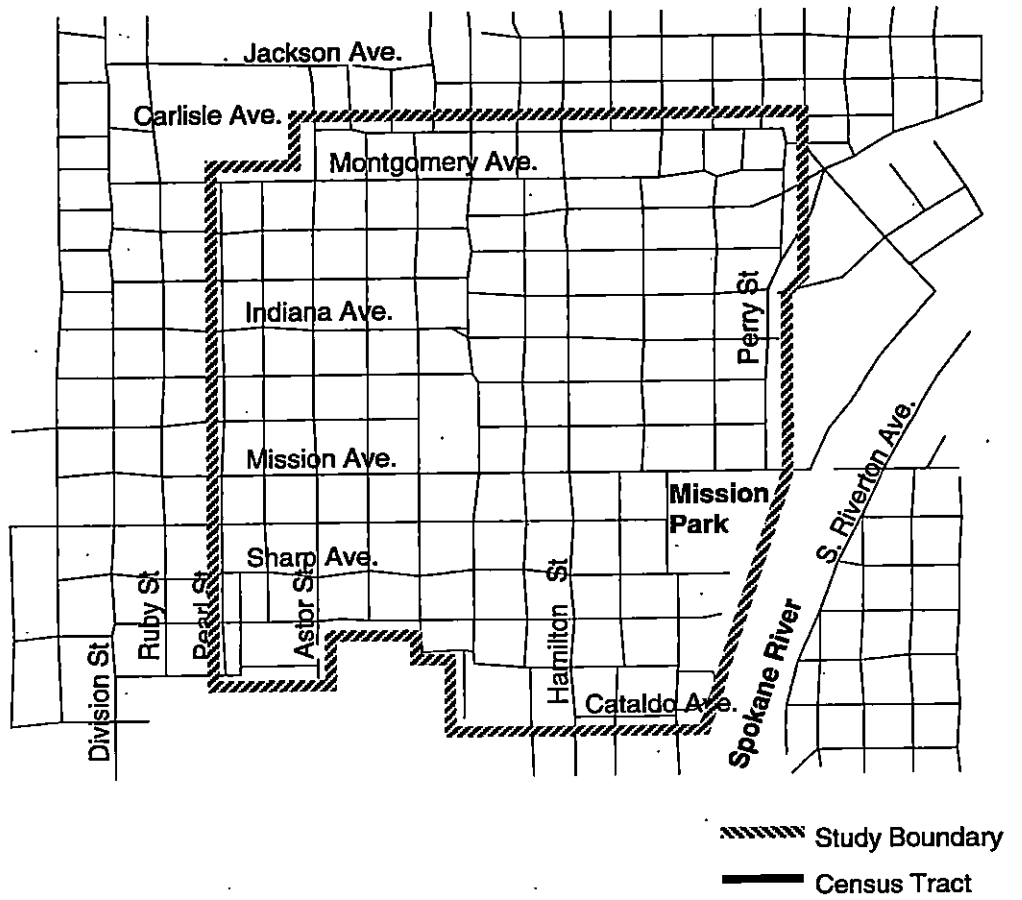 Jackson Ave.
Carlisle Ave.
Montgomery Ave.
Indiana Ave.
Perry St
Mission Ave.
S. Riverton Ave.
Mission
Park
Sharp Ave.
Ruby St
Pearl St
Astor St
Hamilton St
Division St
Cataldo Ave.
Spokane River
Study Boundary
Census Tract